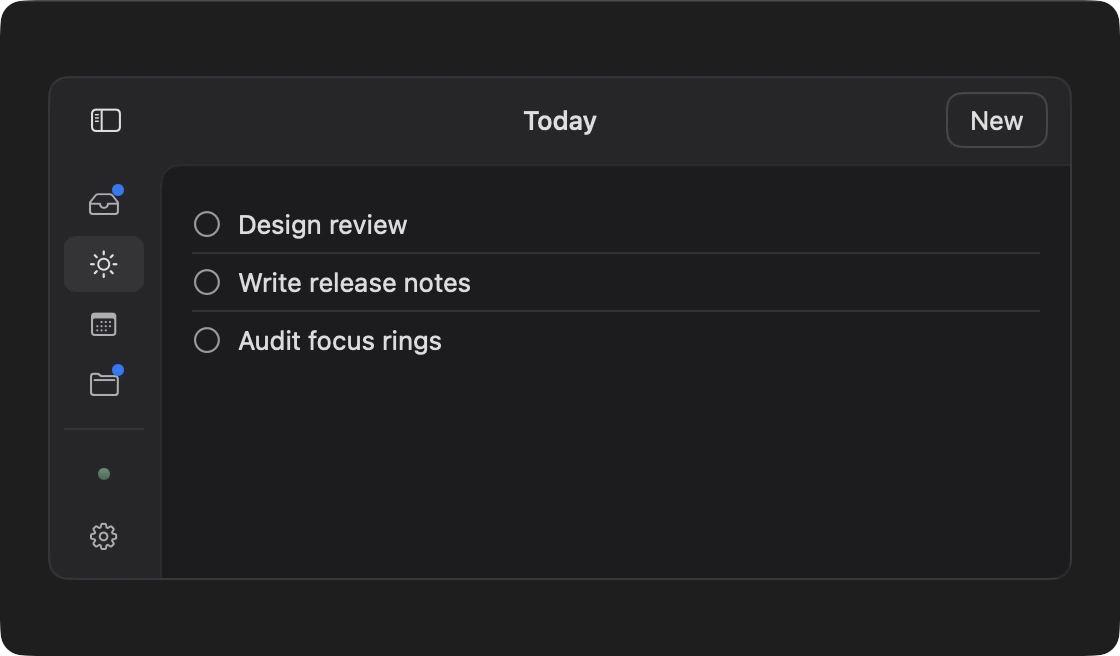 Today
New
Design review
Write release notes
Audit focus rings